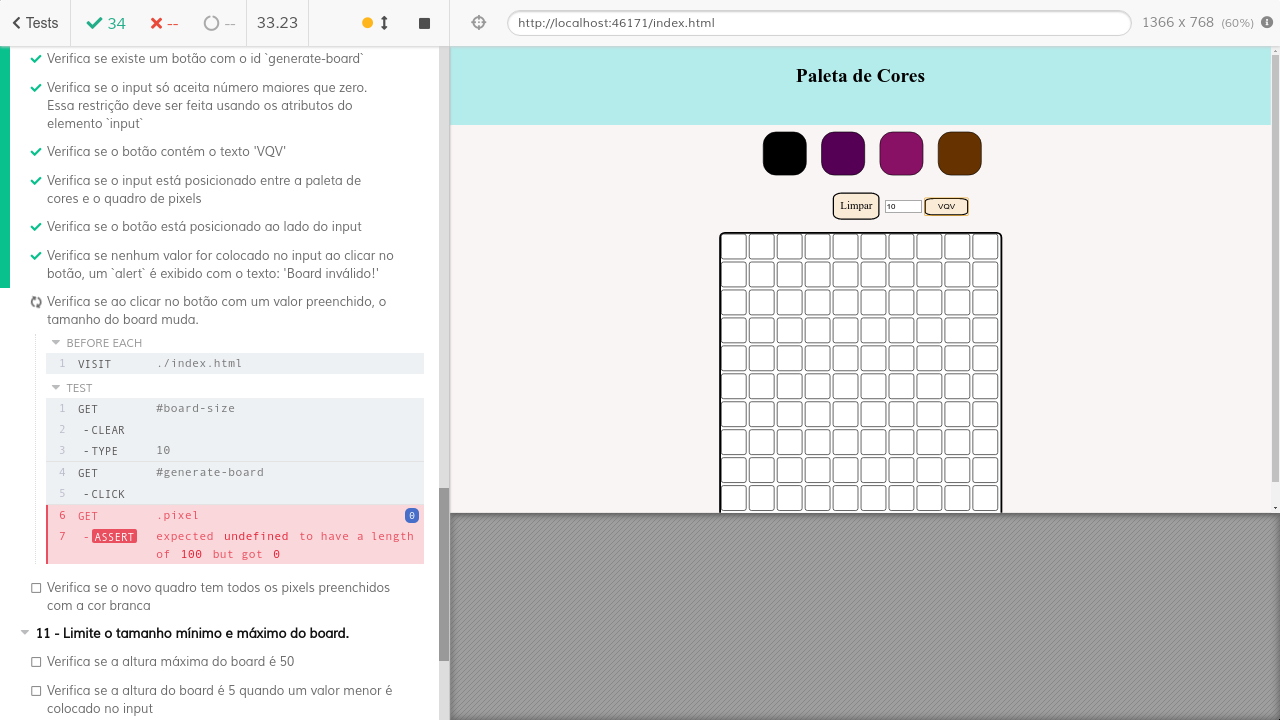 Tests
34
--
--
33.23
http://localhost:46171/index.html
1366 x 768 (60%)
Verifica se existe um botão com o id `generate-board`
Verifica se o input só aceita número maiores que zero.
Essa restrição deve ser feita usando os atributos do
elemento `input`
Verifica se o botão contém o texto 'VQV'
Verifica se o input está posicionado entre a paleta de
cores e o quadro de pixels
Verifica se o botão está posicionado ao lado do input
Verifica se nenhum valor for colocado no input ao clicar no
botão, um `alert` é exibido com o texto: 'Board inválido!'
Verifica se ao clicar no botão com um valor preenchido, o
tamanho do board muda.
BEFORE EACH
1 VISIT ./index.html
TEST
1 GET #board-size
2 -CLEAR
3 -TYPE 10
4 GET #generate-board
5 -CLICK
6 GET .pixel 0
7 -ASSERT expected undefined to have a length
of 100 but got 0
Verifica se o novo quadro tem todos os pixels preenchidos
com a cor branca
11 - Limite o tamanho mínimo e máximo do board.
Verifica se a altura máxima do board é 50
Verifica se a altura do board é 5 quando um valor menor é
colocado no input
Paleta de Cores
Limpar
10
VQV